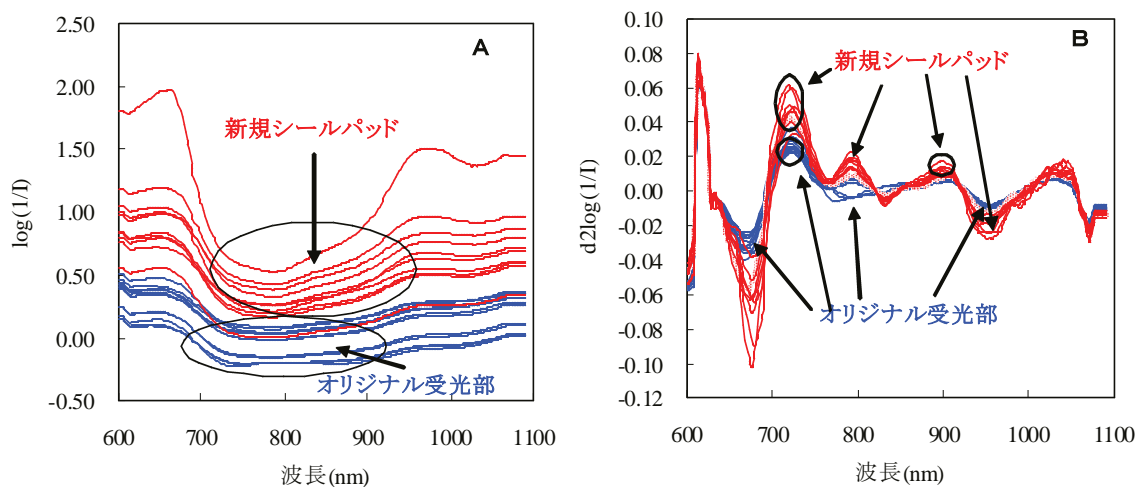 A
2.50
2.00
1.50
1.00
0.50
0.00
-0.50
log(1/I)
新規シールパッド
オリジナル受光部
600 700 800 900 1000 1100
波長(nm)
B
0.10
0.08
0.06
0.04
0.02
0.00
-0.02
-0.04
-0.06
-0.08
-0.10
-0.12
d2log(1/I)
新規シールパッド
オリジナル受光部
600 700 800 900 1000 1100
波長(nm)